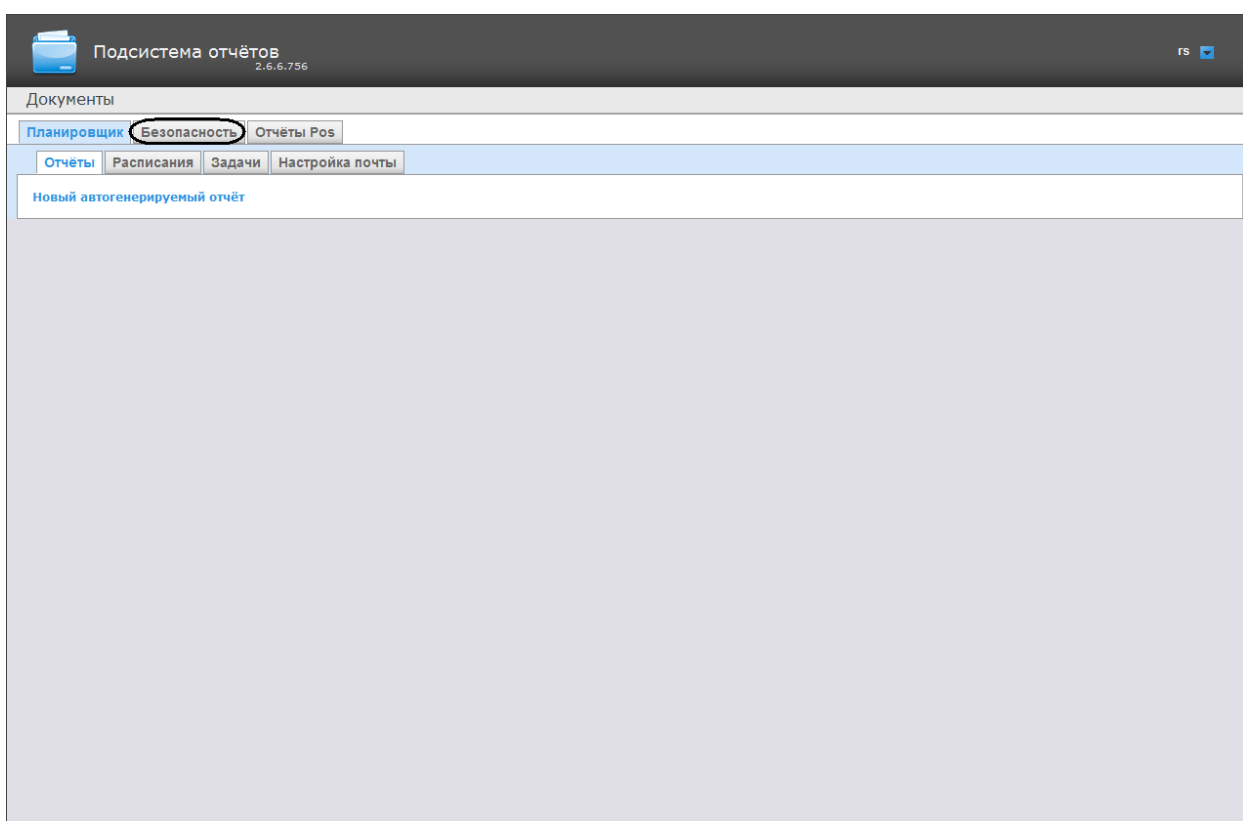 Подсистема отчётов rs
2.6.6.756
Документы
Планировщик Безопасность Отчёты Pos
Отчёты Расписания Задачи Настройка почты
Новый автогенерируемый отчёт